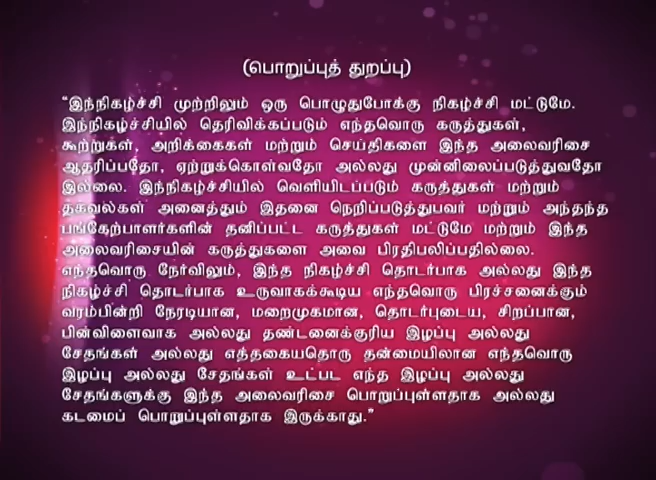 (பொறுப்புத் துறப்பு)
“இந்நிகழ்ச்சி முற்றிலும் ஒரு பொழுதுபோக்கு நிகழ்ச்சி மட்டுமே.
இந்நிகழ்ச்சியில் தெரிவிக்கப்படும் எந்தவொரு கருத்துகள்,
கூற்றுகள், அறிக்கைகள் மற்றும் செய்திகளை இந்த அலைவரிசை
ஆதரிப்பதோ, ஏற்றுக்கொள்வதோ அல்லது முன்னிலைப்படுத்துவதோ
இல்லை. இந்நிகழ்ச்சியில் வெளியிடப்படும் கருத்துகள் மற்றும்
தகவல்கள் அனைத்தும் இதனை நெறிப்படுத்துபவர் மற்றும் அந்தந்த
பங்கேற்பாளர்களின் தனிப்பட்ட கருத்துகள் மட்டுமே மற்றும் இந்த
அலைவரிசையின் கருத்துகளை அவை பிரதிபலிப்பதில்லை.
எந்தவொரு நேர்விலும், இந்த நிகழ்ச்சி தொடர்பாக அல்லது இந்த
நிகழ்ச்சி தொடர்பாக உருவாகக்கூடிய எந்தவொரு பிரச்சனைக்கும்
வரம்பின்றி நேரடியான, மறைமுகமான, தொடர்புடைய, சிறப்பான,
பின்விளைவாக அல்லது தண்டனைக்குரிய இழப்பு அல்லது
சேதங்கள் அல்லது எத்தகையதொரு தன்மையிலான எந்தவொரு
இழப்பு அல்லது சேதங்கள் உட்பட எந்த இழப்பு அல்லது
சேதங்களுக்கு இந்த அலைவரிசை பொறுப்புள்ளதாக அல்லது
கடமைப் பொறுப்புள்ளதாக இருக்காது.”